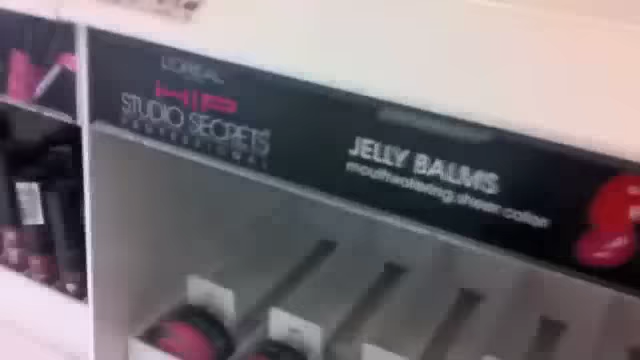 L'ORÉAL
HIP
STUDIO SECRETS
PROFESSIONAL
JELLY BALMS
mouthwatering sheer color